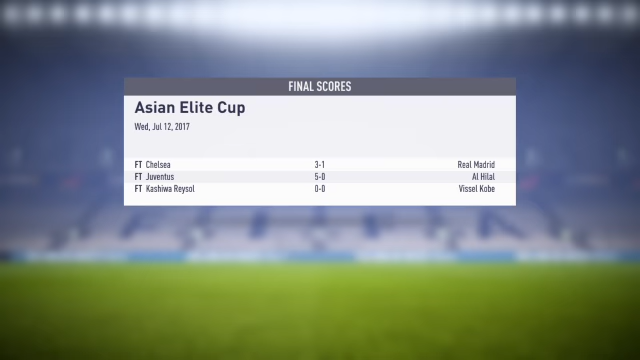 FINAL SCORES
Asian Elite Cup
Wed, Jul 12, 2017
FT Chelsea 3-1 Real Madrid
FT Juventus 5-0 Al Hilal
FT Kashiwa Reysol 0-0 Vissel Kobe